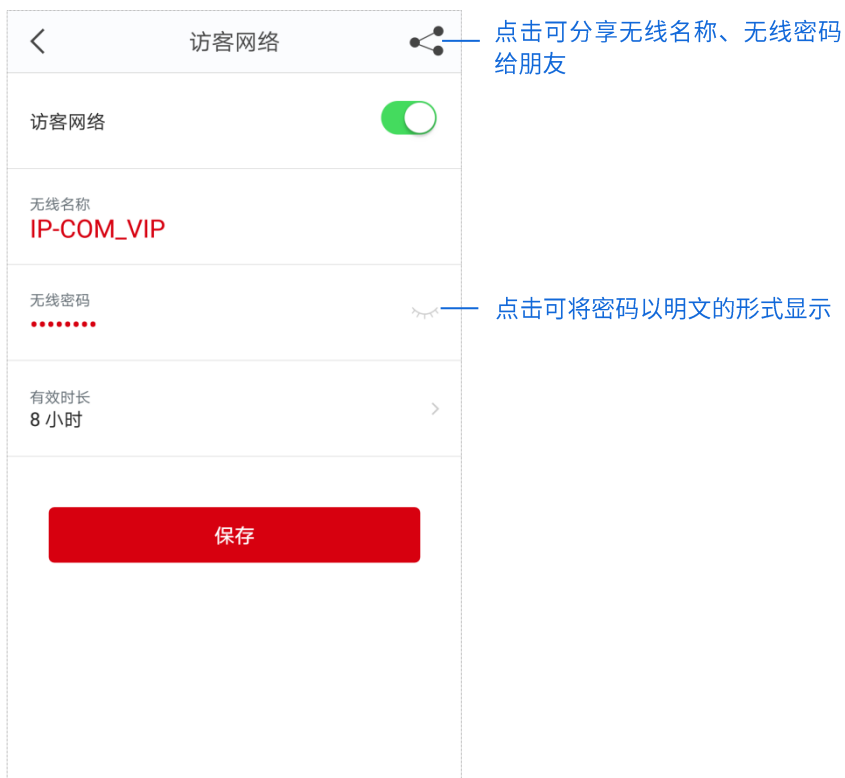 访客网络
点击可分享无线名称、无线密码
给朋友
访客网络
无线名称
IP-COM_VIP
无线密码
••••••••
点击可将密码以明文的形式显示
有效时长
8 小时
保存